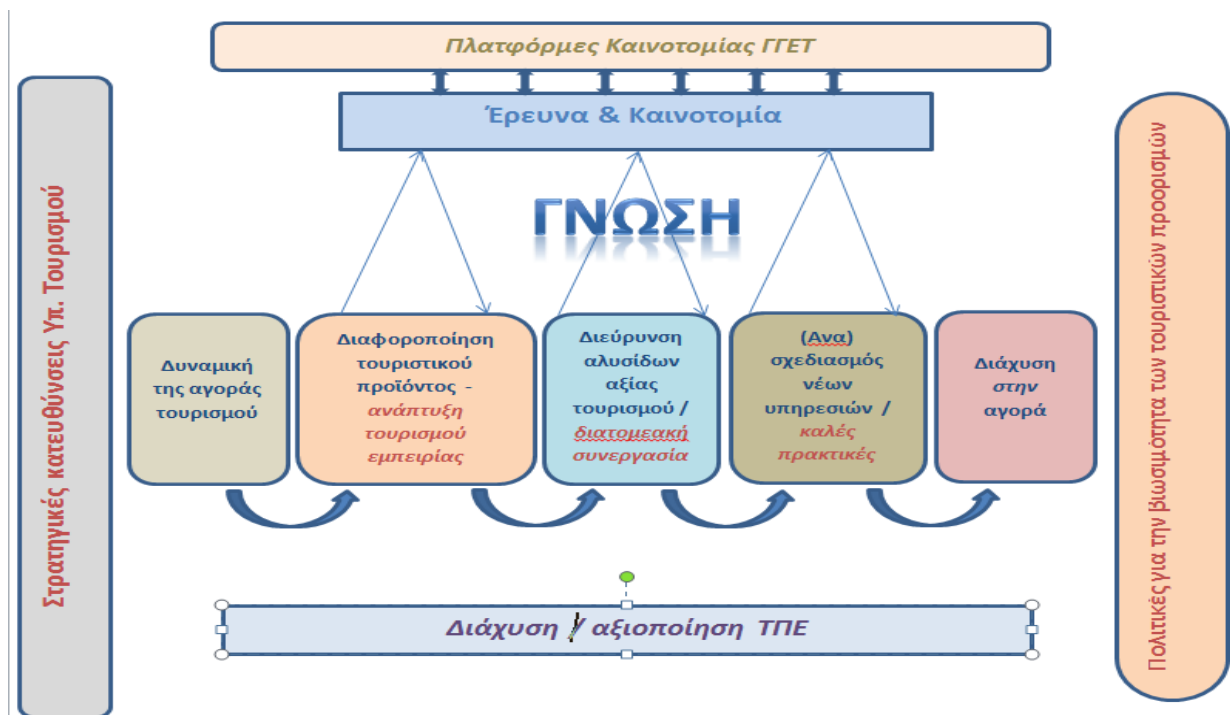 Πλατφόρμες Καινοτομίας ΓΓΕΤ
Έρευνα & Καινοτομία
ΓΝΩΣΗ
Στρατηγικές κατευθύνσεις Υπ. Τουρισμού
Δυναμική
της αγοράς
τουρισμού
Διαφοροποίηση
τουριστικού
προϊόντος -
ανάπτυξη
τουρισμού
εμπειρίας
Διεύρυνση
αλυσίδων
αξίας
τουρισμού /
διατομεακή
συνεργασία
(Ανα)
σχεδιασμός
νέων
υπηρεσιών /
καλές
πρακτικές
Διάχυση
στην
αγορά
Πολιτικές για την βιωσιμότητα των τουριστικών προορισμών
Διάχυση / αξιοποίηση ΤΠΕ